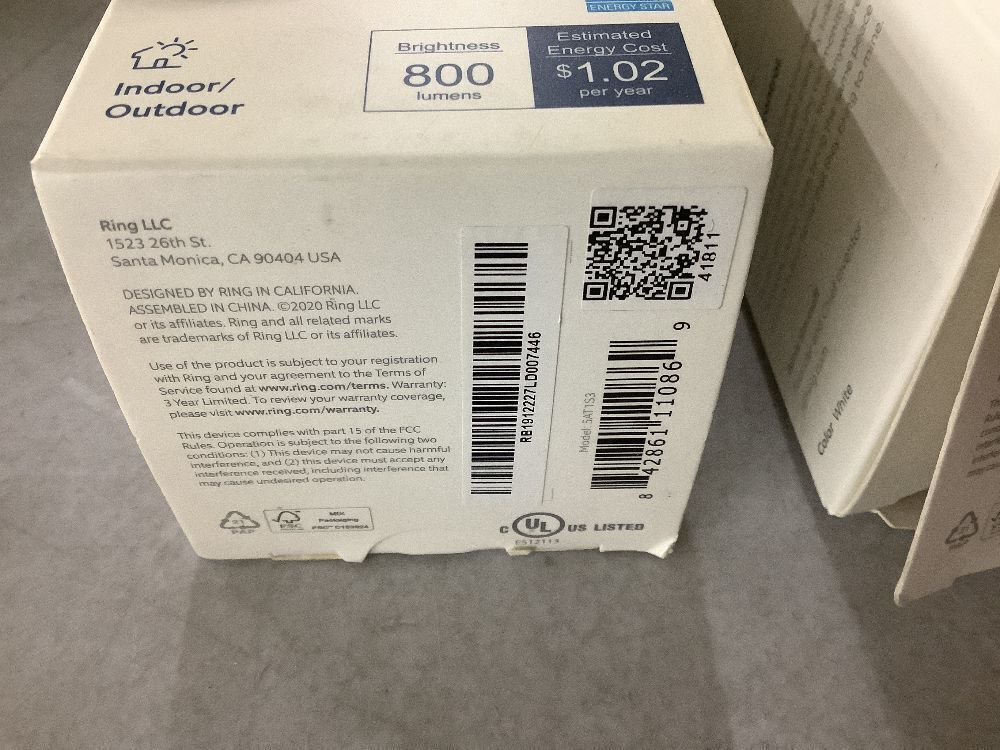 ENERGY STAR
Indoor/
Outdoor
Brightness
800
lumens
Estimated
Energy Cost
$1.02
per year
Ring LLC
1523 26th St.
Santa Monica, CA 90404 USA
DESIGNED BY RING IN CALIFORNIA.
ASSEMBLED IN CHINA. ©2020 Ring LLC
or its affiliates. Ring and all related marks
are trademarks of Ring LLC or its affiliates.
Use of the product is subject to your registration
with Ring and your agreement to the Terms of
Service found at www.ring.com/terms. Warranty:
3 Year Limited. To review your warranty coverage,
please visit www.ring.com/warranty.
This device complies with part 15 of the FCC
Rules. Operation is subject to the following two
conditions: (1) This device may not cause harmful
interference, and (2) this device must accept any
interference received, including interference that
may cause undesired operation.
21
PAP
FSC
MIX
Packaging
RB1912227LD007446
41811
Model: 5AT1S3
8 42861 11086 9
C UL US LISTED
Color: White